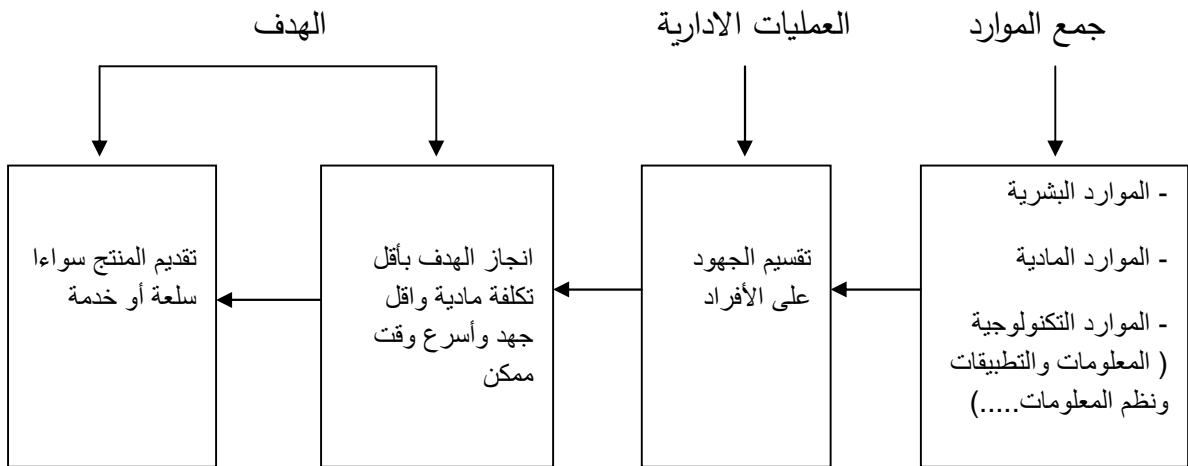 جمع الموارد
العمليات الادارية
الهدف
- الموارد البشرية
- الموارد المادية
- الموارد التكنولوجية
( المعلومات والتطبيقات
ونظم المعلومات.....)
تقسيم الجهود
على الأفراد
انجاز الهدف بأقل
تكلفة مادية واقل
جهد وأسرع وقت
ممكن
تقديم المنتج سواءا
سلعة أو خدمة